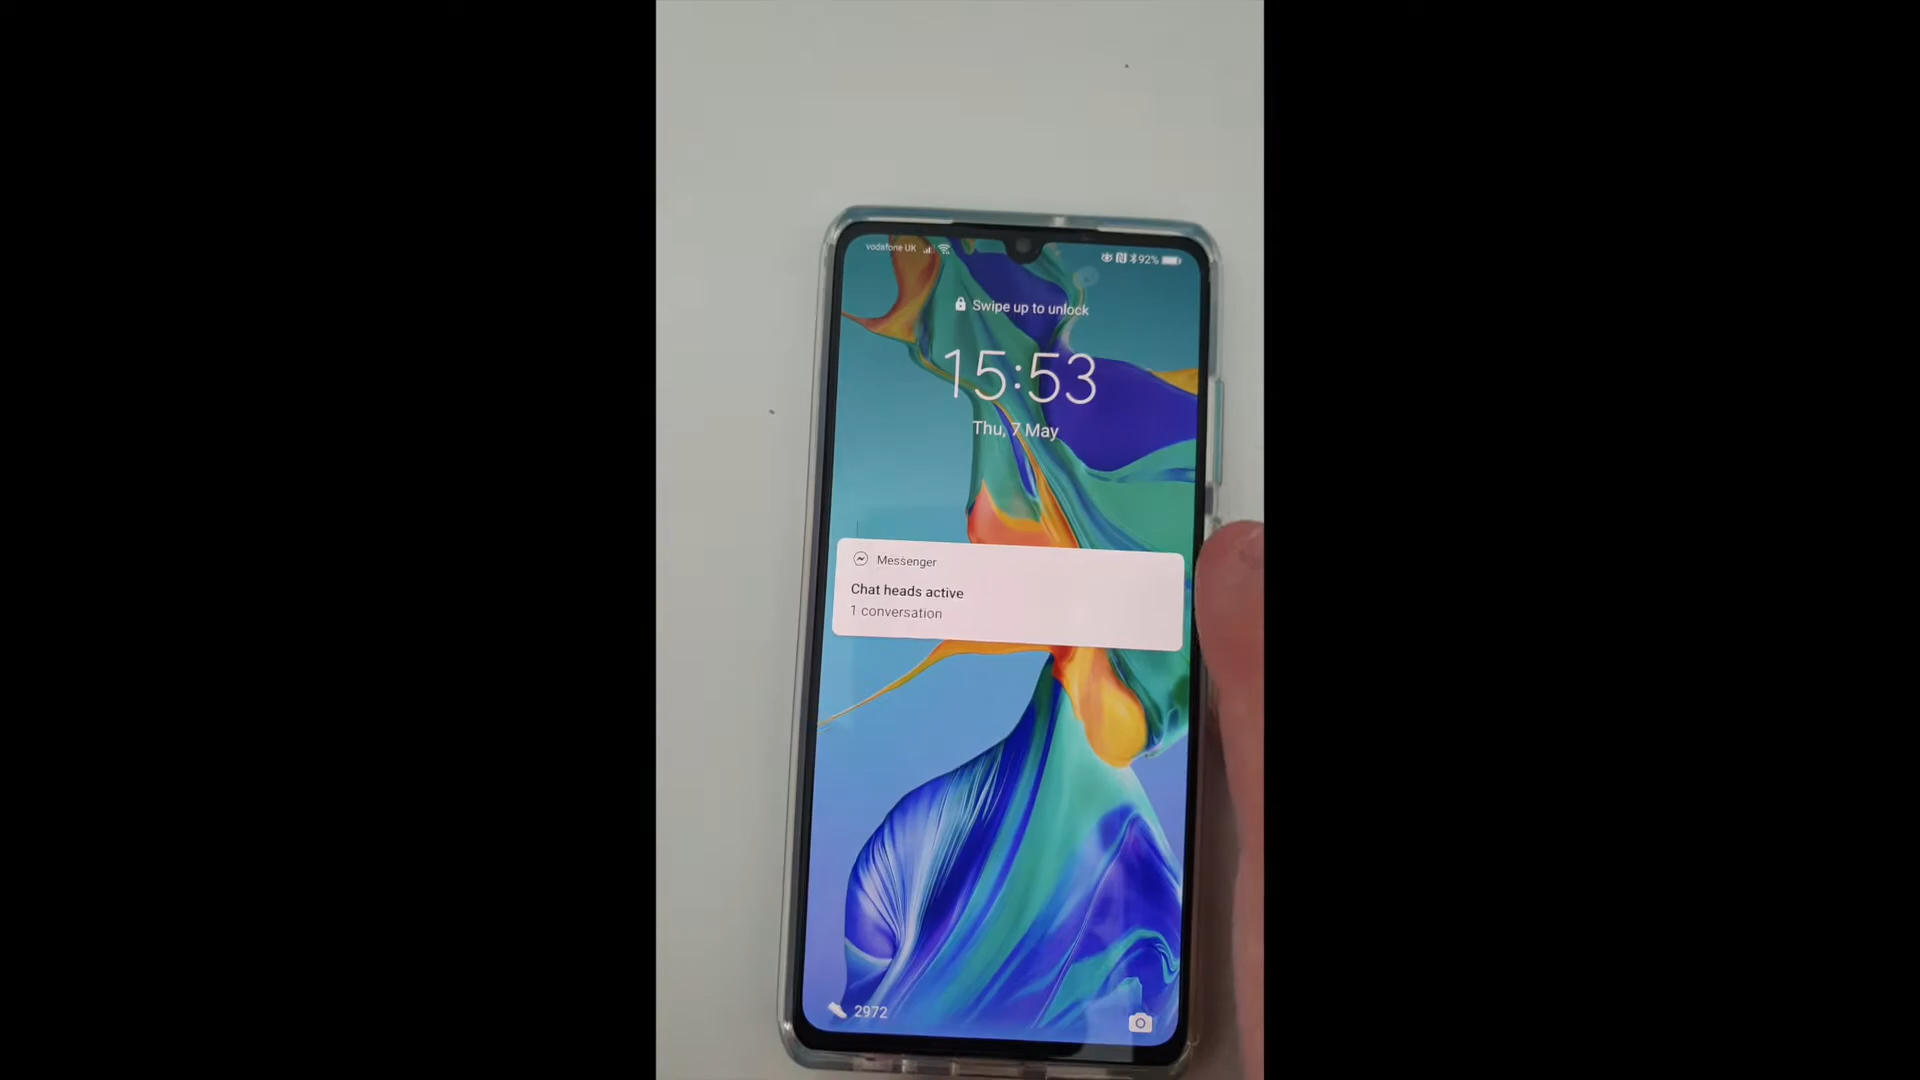 vodafone UK
92%
Swipe up to unlock
15:53
Thu, 7 May
Messenger
Chat heads active
1 conversation
2972